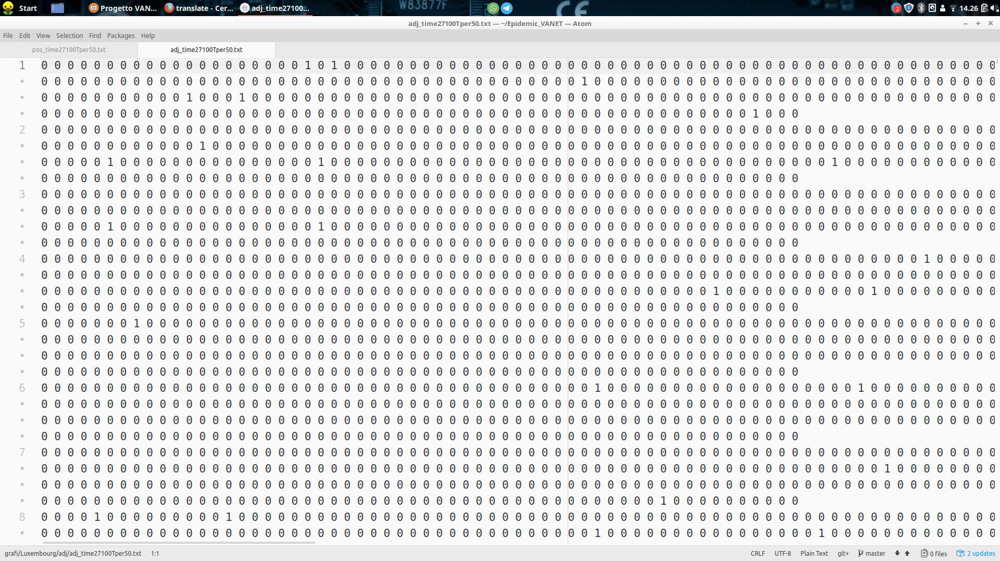 Start Progetto VAN... translate - Cer... adj_time27100... W83877F 2 14.26
adj_time27100Tper50.txt — ~/Epidemic_VANET — Atom
File Edit View Selection Find Packages Help
pos_time27100Tper50.txt adj_time27100Tper50.txt
1 0 0 0 0 0 0 0 0 0 0 0 0 0 0 0 0 0 0 0 0 1 0 1 0 0 0 0 0 0 0 0 0 0 0 0 0 0 0 0 0 0 0 0 0 0 0 0 0 0 0 0 0 0 0 0 0 0 0 0 0 0 0 0 0 0 0 0 0 0 0 0 0 0
• 0 0 0 0 0 0 0 0 0 0 0 0 0 0 0 0 0 0 0 0 0 0 0 0 0 0 0 0 0 0 0 0 0 0 0 0 0 0 0 0 0 1 0 0 0 0 0 0 0 0 0 0 0 0 0 0 0 0 0 0 0 0 0 0 0 0 0 0 0 0 0 0 0
• 0 0 0 0 0 0 0 0 0 0 0 1 0 0 0 1 0 0 0 0 0 0 0 0 0 0 0 0 0 0 0 0 0 0 0 0 0 0 0 0 0 0 0 0 0 0 0 0 0 0 0 0 0 0 0 0 0 0 0 0 0 0 0 0 0 0 0 0 0 0 0 0 0
• 0 0 0 0 0 0 0 0 0 0 0 0 0 0 0 0 0 0 0 0 0 0 0 0 0 0 0 0 0 0 0 0 0 0 0 0 0 0 0 0 0 0 0 0 0 0 0 0 0 0 0 0 0 0 1 0 0 0
2 0 0 0 0 0 0 0 0 0 0 0 0 0 0 0 0 0 0 0 0 0 0 0 0 0 0 0 0 0 0 0 0 0 0 0 0 0 0 0 0 0 0 0 0 0 0 0 0 0 0 0 0 0 0 0 0 0 0 0 0 0 0 0 0 0 0 0 0 0 0 0 0 0
• 0 0 0 0 0 0 0 0 0 0 0 0 1 0 0 0 0 0 0 0 0 0 0 0 0 0 0 0 0 0 0 0 0 0 0 0 0 0 0 0 0 0 0 0 0 0 0 0 0 0 0 0 0 0 0 0 0 0 0 0 0 0 0 0 0 0 0 0 0 0 0 0 0
• 0 0 0 0 0 1 0 0 0 0 0 0 0 0 0 0 0 0 0 0 0 1 0 0 0 0 0 0 0 0 0 0 0 0 0 0 0 0 0 0 0 0 0 0 0 0 0 0 0 0 0 0 0 0 0 0 0 0 0 0 1 0 0 0 0 0 0 0 0 0 0 0 0
• 0 0 0 0 0 0 0 0 0 0 0 0 0 0 0 0 0 0 0 0 0 0 0 0 0 0 0 0 0 0 0 0 0 0 0 0 0 0 0 0 0 0 0 0 0 0 0 0 0 0 0 0 0 0 0 0 0 0
3 0 0 0 0 0 0 0 0 0 0 0 0 0 0 0 0 0 0 0 0 0 0 0 0 0 0 0 0 0 0 0 0 0 0 0 0 0 0 0 0 0 0 0 0 0 0 0 0 0 0 0 0 0 0 0 0 0 0 0 0 0 0 0 0 0 0 0 0 0 0 0 0 0
• 0 0 0 0 0 0 0 0 0 0 0 0 0 0 0 0 0 0 0 0 0 0 0 0 0 0 0 0 0 0 0 0 0 0 0 0 0 0 0 0 0 0 0 0 0 0 0 0 0 0 0 0 0 0 0 0 0 0 0 0 0 0 0 0 0 0 0 0 0 0 0 0 0
• 0 0 0 0 0 1 0 0 0 0 0 0 0 0 0 0 0 0 0 0 0 1 0 0 0 0 0 0 0 0 0 0 0 0 0 0 0 0 0 0 0 0 0 0 0 0 0 0 0 0 0 0 0 0 0 0 0 0 0 0 0 0 0 0 0 0 0 0 0 0 0 0 0
• 0 0 0 0 0 0 0 0 0 0 0 0 0 0 0 0 0 0 0 0 0 0 0 0 0 0 0 0 0 0 0 0 0 0 0 0 0 0 0 0 0 0 0 0 0 0 0 0 0 0 0 0 0 0 0 0 0 0
4 0 0 0 0 0 0 0 0 0 0 0 0 0 0 0 0 0 0 0 0 0 0 0 0 0 0 0 0 0 0 0 0 0 0 0 0 0 0 0 0 0 0 0 0 0 0 0 0 0 0 0 0 0 0 0 0 0 0 0 0 0 0 0 0 0 0 0 1 0 0 0 0 0
• 0 0 0 0 0 0 0 0 0 0 0 0 0 0 0 0 0 0 0 0 0 0 0 0 0 0 0 0 0 0 0 0 0 0 0 0 0 0 0 0 0 0 0 0 0 0 0 0 0 0 0 0 0 0 0 0 0 0 0 0 0 0 0 0 0 0 0 0 0 0 0 0 0
• 0 0 0 0 0 0 0 0 0 0 0 0 0 0 0 0 0 0 0 0 0 0 0 0 0 0 0 0 0 0 0 0 0 0 0 0 0 0 0 0 0 0 0 0 0 0 0 0 0 0 0 1 0 0 0 0 0 0 0 0 0 0 0 1 0 0 0 0 0 0 0 0 0
• 0 0 0 0 0 0 0 0 0 0 0 0 0 0 0 0 0 0 0 0 0 0 0 0 0 0 0 0 0 0 0 0 0 0 0 0 0 0 0 0 0 0 0 0 0 0 0 0 0 0 0 0 0 0 0 0 0 0
5 0 0 0 0 0 0 0 1 0 0 0 0 0 0 0 0 0 0 0 0 0 0 0 0 0 0 0 0 0 0 0 0 0 0 0 0 0 0 0 0 0 0 0 0 0 0 0 0 0 0 0 0 0 0 0 0 0 0 0 0 0 0 0 0 0 0 0 0 0 0 0 0 0
• 0 0 0 0 0 0 0 0 0 0 0 0 0 0 0 0 0 0 0 0 0 0 0 0 0 0 0 0 0 0 0 0 0 0 0 0 0 0 0 0 0 0 0 0 0 0 0 0 0 0 0 0 0 0 0 0 0 0 0 0 0 0 0 0 0 0 0 0 0 0 0 0 0
• 0 0 0 0 0 0 0 0 0 0 0 0 0 0 0 0 0 0 0 0 0 0 0 0 0 0 0 0 0 0 0 0 0 0 0 0 0 0 0 0 0 0 0 0 0 0 0 0 0 0 0 0 0 0 0 0 0 0 0 0 0 0 0 0 0 0 0 0 0 0 0 0 0
• 0 0 0 0 0 0 0 0 0 0 0 0 0 0 0 0 0 0 0 0 0 0 0 0 0 0 0 0 0 0 0 0 0 0 0 0 0 0 0 0 0 0 0 0 0 0 0 0 0 0 0 0 0 0 0 0 0 0
6 0 0 0 0 0 0 0 0 0 0 0 0 0 0 0 0 0 0 0 0 0 0 0 0 0 0 0 0 0 0 0 0 0 0 0 0 0 0 0 0 0 0 1 0 0 0 0 0 0 0 0 0 0 0 0 0 0 0 0 0 0 0 1 0 0 0 0 0 0 0 0 0 0
• 0 0 0 0 0 0 0 0 0 0 0 0 0 0 0 0 0 0 0 0 0 0 0 0 0 0 0 0 0 0 0 0 0 0 0 0 0 0 0 0 0 0 0 0 0 0 0 0 0 0 0 0 0 0 0 0 0 0 0 0 0 0 0 0 0 0 0 0 0 0 0 0 0
• 0 0 0 0 0 0 0 0 0 0 0 0 0 0 0 0 0 0 0 0 0 0 0 0 0 0 0 0 0 0 0 0 0 0 0 0 0 0 0 0 0 0 0 0 0 0 0 0 0 0 0 0 0 0 0 0 0 0 0 0 0 0 0 0 0 0 0 0 0 0 0 0 0
• 0 0 0 0 0 0 0 0 0 0 0 0 0 0 0 0 0 0 0 0 0 0 0 0 0 0 0 0 0 0 0 0 0 0 0 0 0 0 0 0 0 0 0 0 0 0 0 0 0 0 0 0 0 0 0 0 0 0
7 0 0 0 0 0 0 0 0 0 0 0 0 0 0 0 0 0 0 0 0 0 0 0 0 0 0 0 0 0 0 0 0 0 0 0 0 0 0 0 0 0 0 0 0 0 0 0 0 0 0 0 0 0 0 0 0 0 0 0 0 0 0 0 0 0 0 0 0 0 0 0 0 0
• 0 0 0 0 0 0 0 0 0 0 0 0 0 0 0 0 0 0 0 0 0 0 0 0 0 0 0 0 0 0 0 0 0 0 0 0 0 0 0 0 0 0 0 0 0 0 0 0 0 0 0 0 0 0 0 0 0 0 0 0 0 0 0 0 1 0 0 0 0 0 0 0 0
• 0 0 0 0 0 0 0 0 0 0 0 0 0 0 0 0 0 0 0 0 0 0 0 0 0 0 0 0 0 0 0 0 0 0 0 0 0 0 0 0 0 0 0 0 0 0 0 0 0 0 0 0 0 0 0 0 0 0 0 0 0 0 0 0 0 0 0 0 0 0 0 0 0
• 0 0 0 0 0 0 0 0 0 0 0 0 0 0 0 0 0 0 0 0 0 0 0 0 0 0 0 0 0 0 0 0 0 0 0 0 0 0 0 0 0 0 0 0 0 0 0 1 0 0 0 0 0 0 0 0 0 0
8 0 0 0 0 1 0 0 0 0 0 0 0 0 0 1 0 0 0 0 0 0 0 0 0 0 0 0 0 0 0 0 0 0 0 0 0 0 0 0 0 0 0 0 0 0 0 0 0 0 0 0 0 0 0 0 0 0 0 0 0 0 0 0 0 0 0 0 0 0 0 0 0 0
• 0 0 0 0 0 0 0 0 0 0 0 0 0 0 0 0 0 0 0 0 0 0 0 0 0 0 0 0 0 0 0 0 0 0 0 0 0 0 0 0 0 0 1 0 0 0 0 0 0 0 0 0 0 0 0 0 0 0 0 1 0 0 0 0 0 0 0 0 0 0 0 0 0
grafi/Luxembourg/adj/adj_time27100Tper50.txt 1:1 CRLF UTF-8 Plain Text git+ master 0 files 2 updates